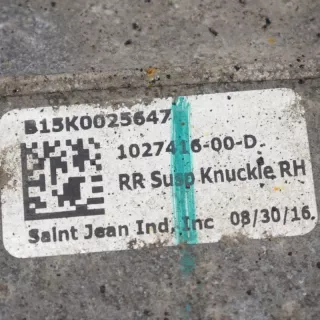 B15K0025647
1027416-00-D
RR Susp Knuckle RH
Saint Jean Ind, Inc 08/30/16